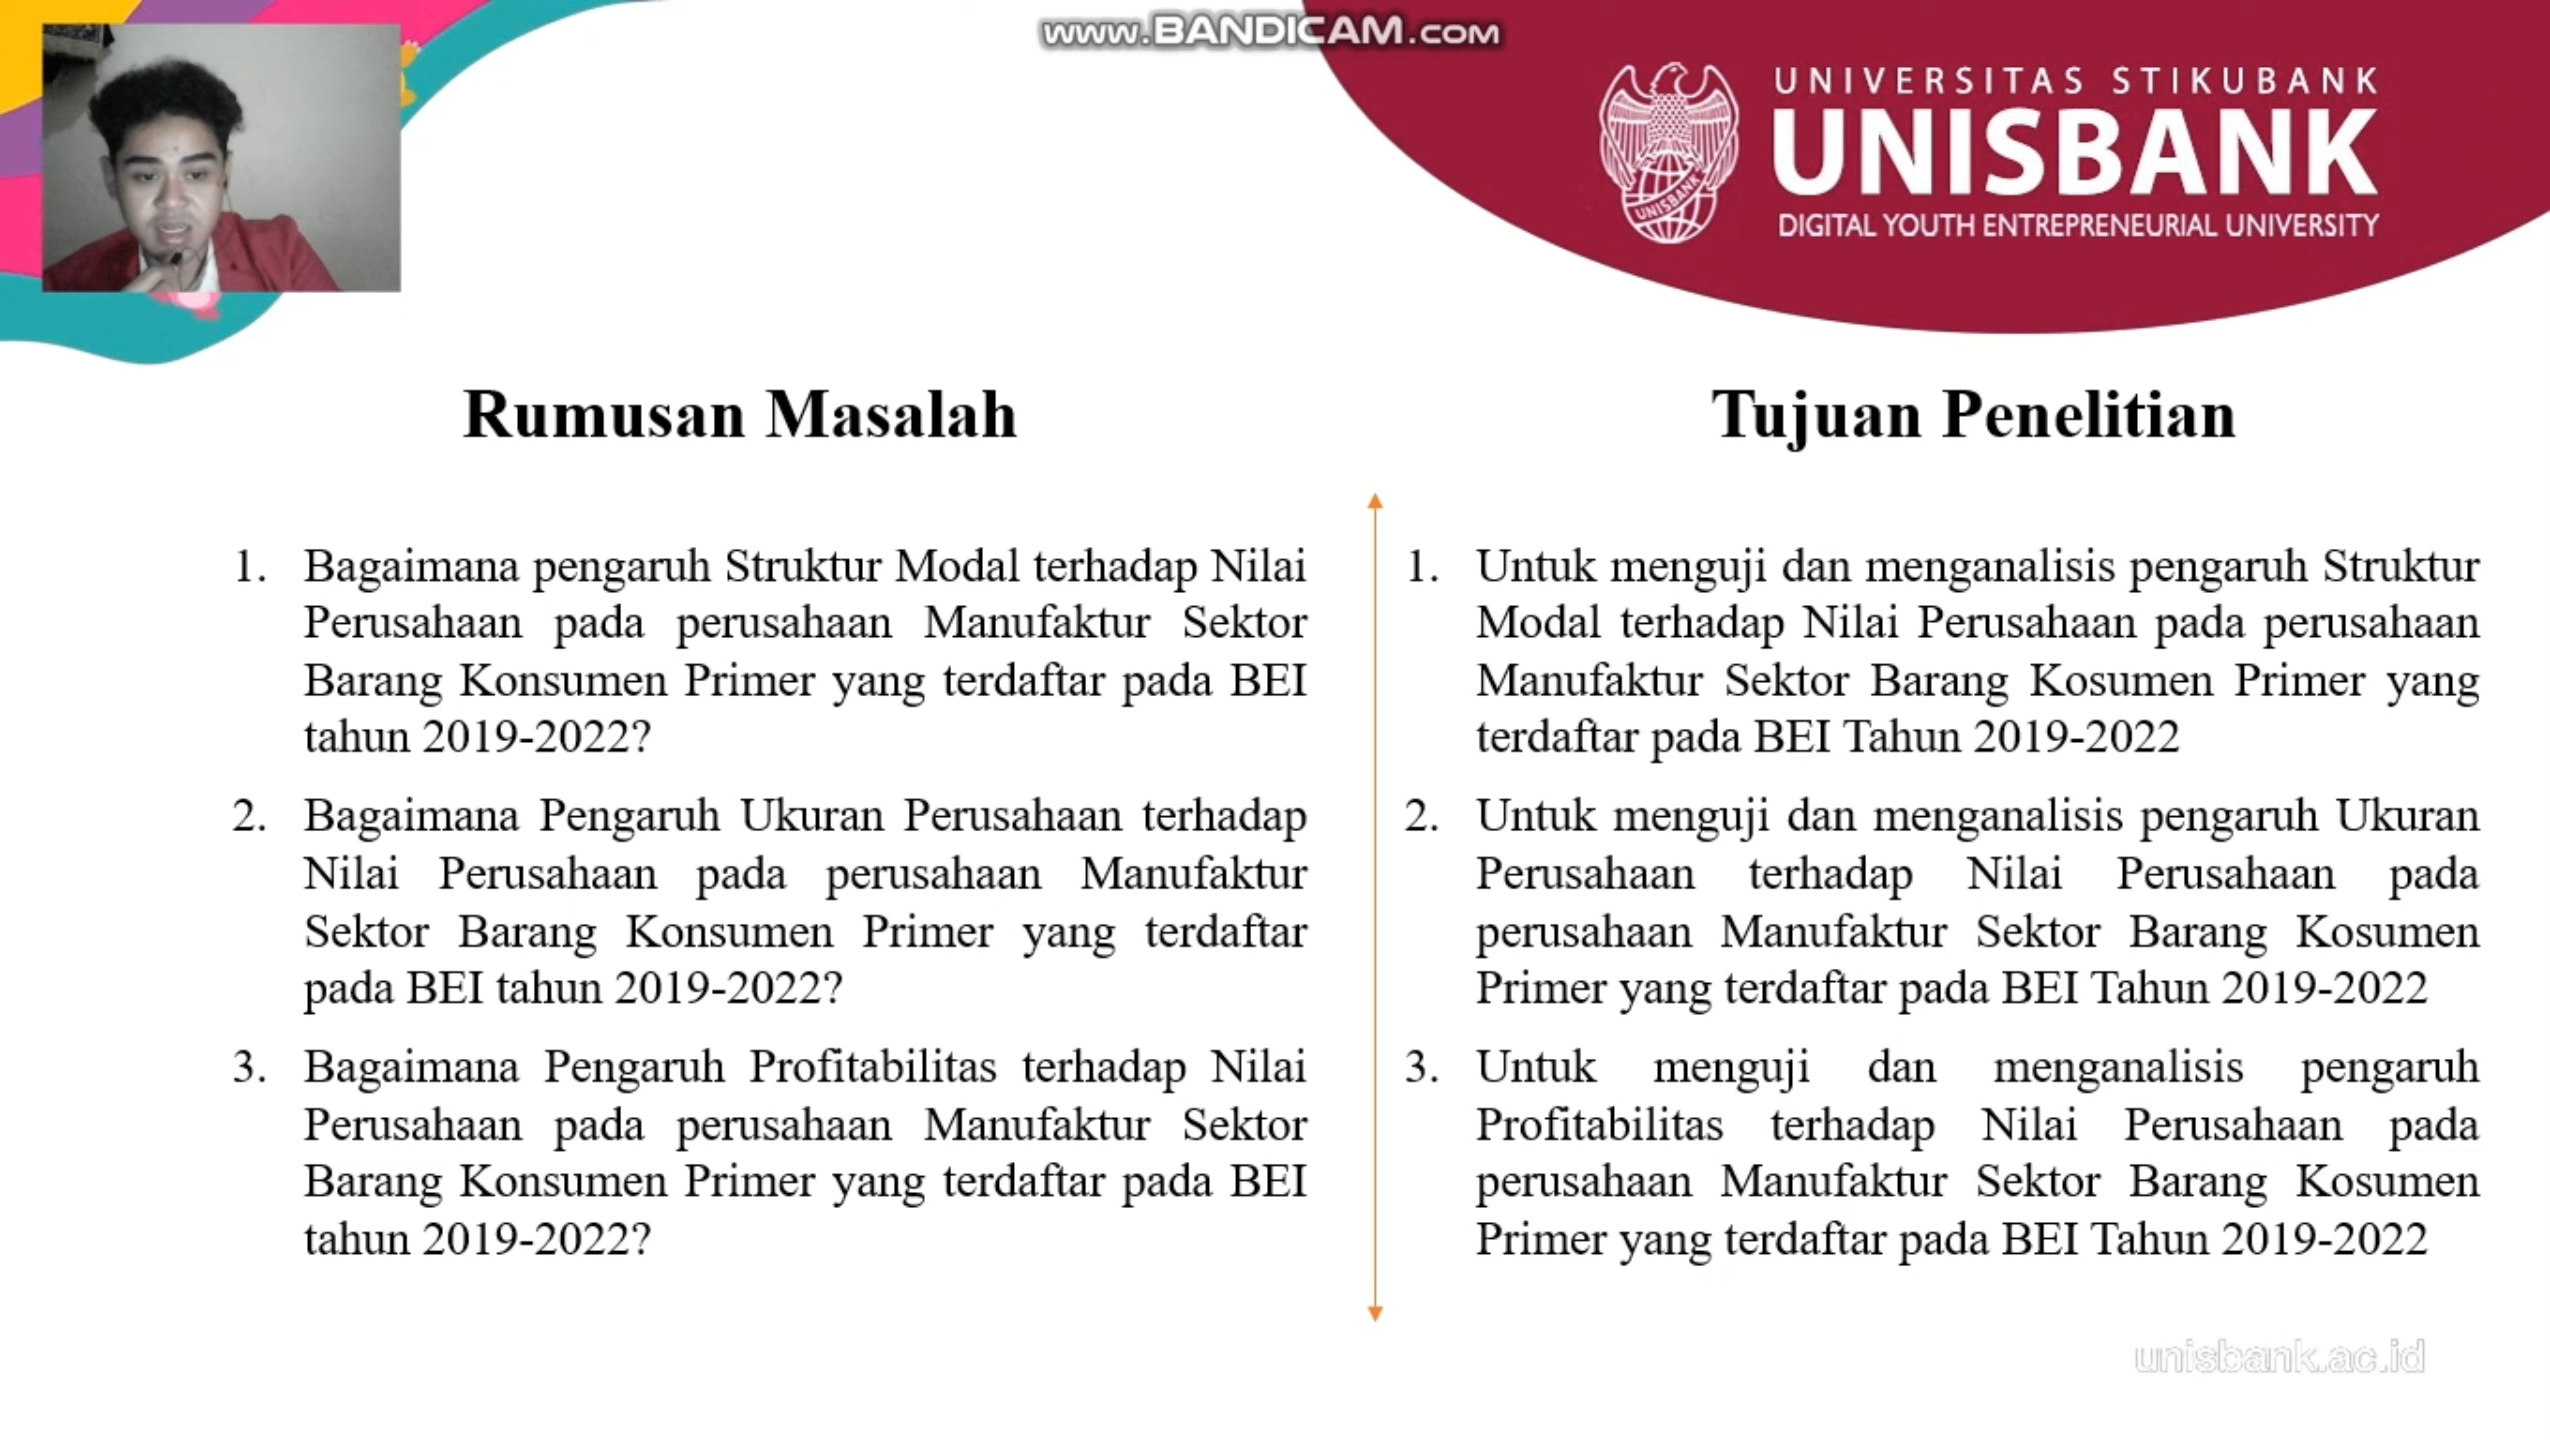 www.BANDICAM.com
UNIVERSITAS STIKUBANK
UNISBANK
DIGITAL YOUTH ENTREPRENEURIAL UNIVERSITY
UNISBANK
Rumusan Masalah
1. Bagaimana pengaruh Struktur Modal terhadap Nilai
Perusahaan pada perusahaan Manufaktur Sektor
Barang Konsumen Primer yang terdaftar pada BEI
tahun 2019-2022?
2. Bagaimana Pengaruh Ukuran Perusahaan terhadap
Nilai Perusahaan pada perusahaan Manufaktur
Sektor Barang Konsumen Primer yang terdaftar
pada BEI tahun 2019-2022?
3. Bagaimana Pengaruh Profitabilitas terhadap Nilai
Perusahaan pada perusahaan Manufaktur Sektor
Barang Konsumen Primer yang terdaftar pada BEI
tahun 2019-2022?
Tujuan Penelitian
1. Untuk menguji dan menganalisis pengaruh Struktur
Modal terhadap Nilai Perusahaan pada perusahaan
Manufaktur Sektor Barang Kosumen Primer yang
terdaftar pada BEI Tahun 2019-2022
2. Untuk menguji dan menganalisis pengaruh Ukuran
Perusahaan terhadap Nilai Perusahaan pada
perusahaan Manufaktur Sektor Barang Kosumen
Primer yang terdaftar pada BEI Tahun 2019-2022
3. Untuk menguji dan menganalisis pengaruh
Profitabilitas terhadap Nilai Perusahaan pada
perusahaan Manufaktur Sektor Barang Kosumen
Primer yang terdaftar pada BEI Tahun 2019-2022
unisbank.ac.id